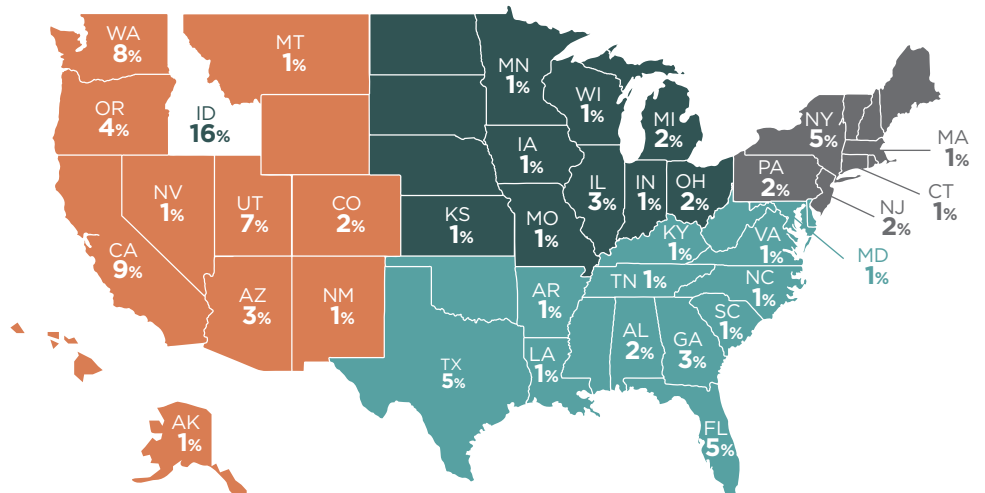 WA
8%
MT
1%
OR
4%
ID
16%
NV
1%
UT
7%
CO
2%
CA
9%
AZ
3%
NM
1%
AK
1%
MN
1%
WI
1%
MI
2%
IA
1%
IL
3%
IN
1%
OH
2%
KS
1%
MO
1%
NY
5%
PA
2%
MA
1%
CT
1%
NJ
2%
MD
1%
KY
1%
VA
1%
TN 1%
NC
1%
AR
1%
SC
1%
AL
2%
GA
3%
LA
1%
TX
5%
FL
5%